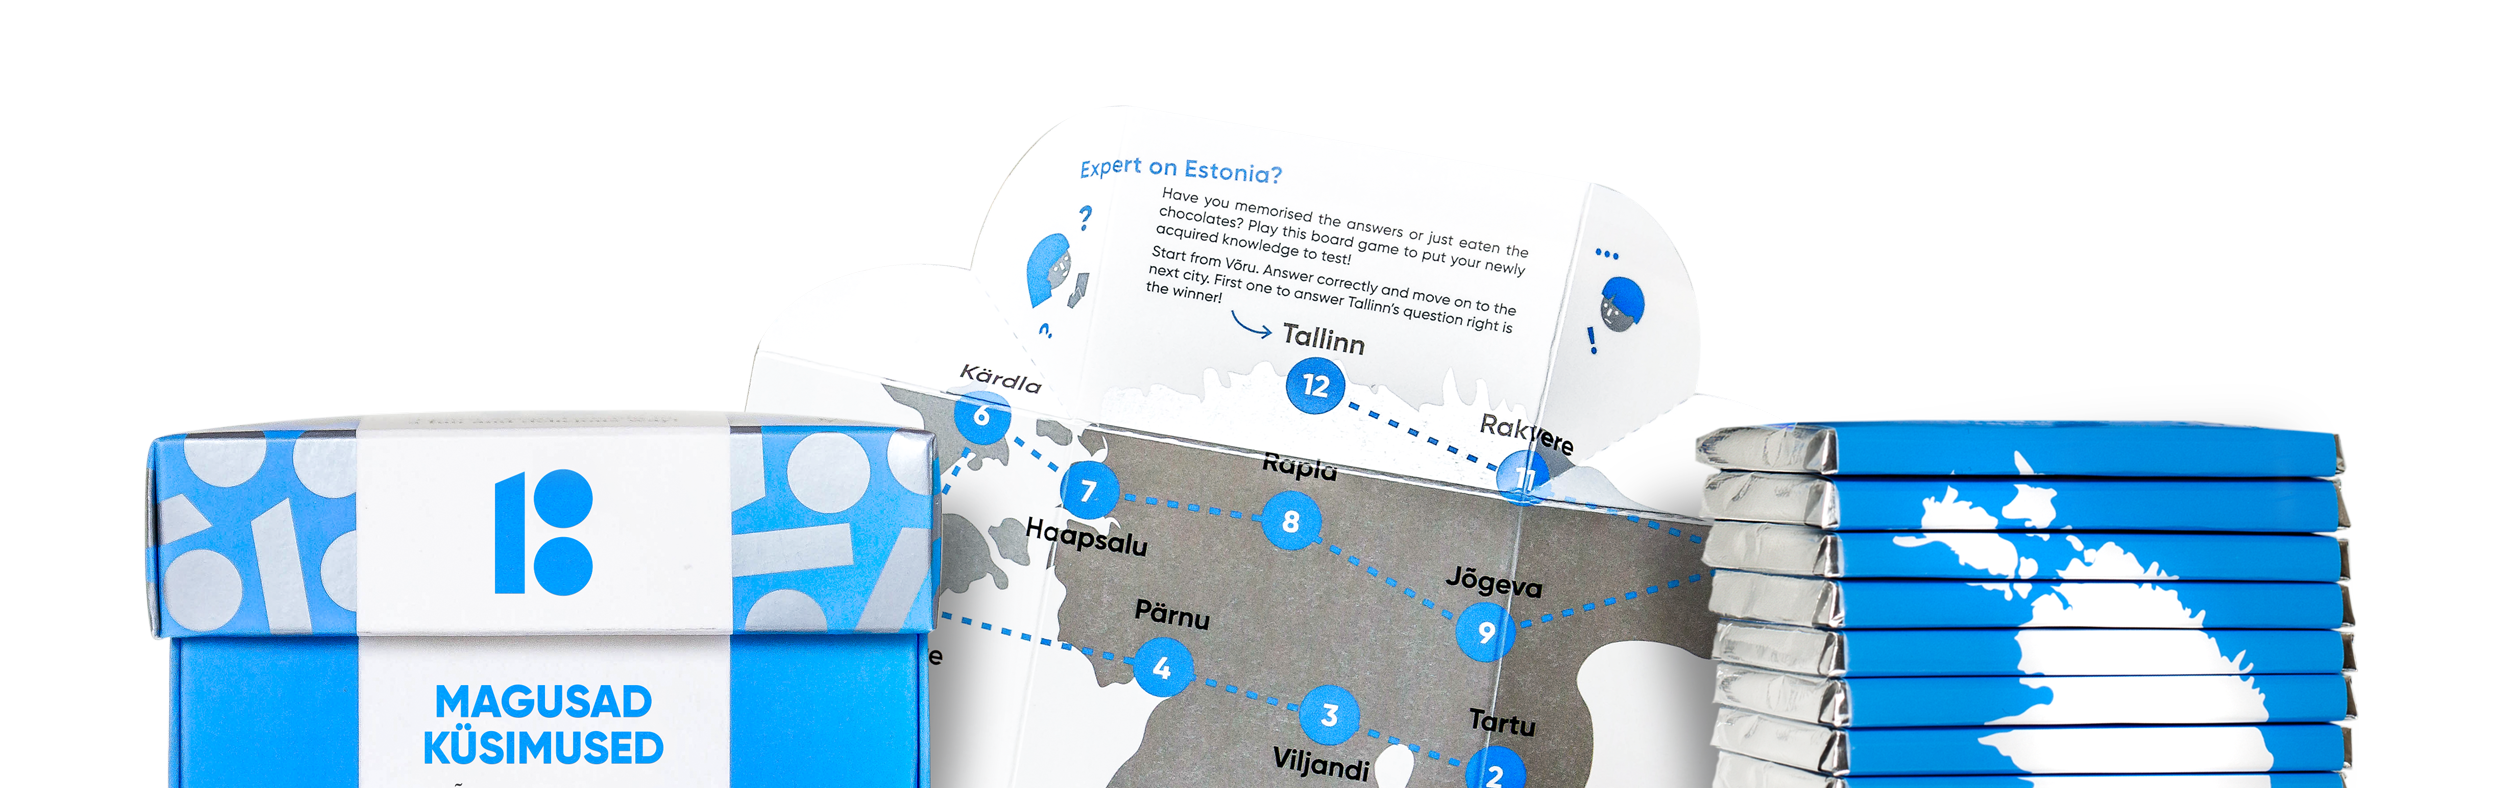 MAGUSAD
KÜSIMUSED
Expert on Estonia?
?
Have you memorised the answers or just eaten the
chocolates? Play this board game to put your newly
acquired knowledge to test!
Start from Võru. Answer correctly and move on to the
next city. First one to answer Tallinn's question right is
the winner!
...
!
?
Tallinn
12
Kärdla
6
Rakvere
11
Rapla
7
8
Haapsalu
Jõgeva
9
Pärnu
4
3
Tartu
Viljandi
2